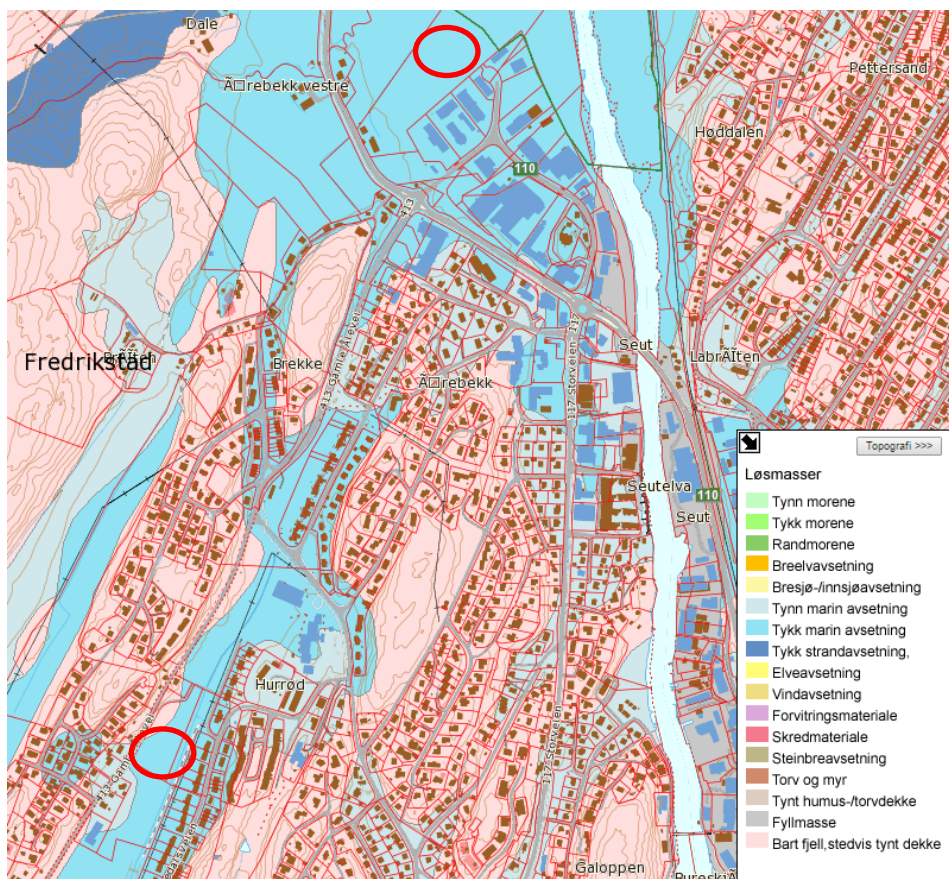 Dale
Ã□rebekk vestre
Pettersand
Høddalen
110
413
Fredrikstad
Brekke
413 Gamle Ålevei
Ã□rebekk
117 Storveien 117
Seut
LabrÃ
Topografi >>>
Løsmasser
Seutelva
110
Seut
Tynn morene
Tykk morene
Randmorene
Breelvavsetning
Bresjø-/innsjøavsetning
Tynn marin avsetning
Tykk marin avsetning
Tykk strandavsetning,
Elveavsetning
Vindavsetning
Forvitringsmateriale
Skredmateriale
Steinbreavsetning
Torv og myr
Tynt humus-/torvdekke
Fyllmasse
Bart fjell,stedvis tynt dekke
Hurrød
413 Gamle
117 Storveien
Galoppen